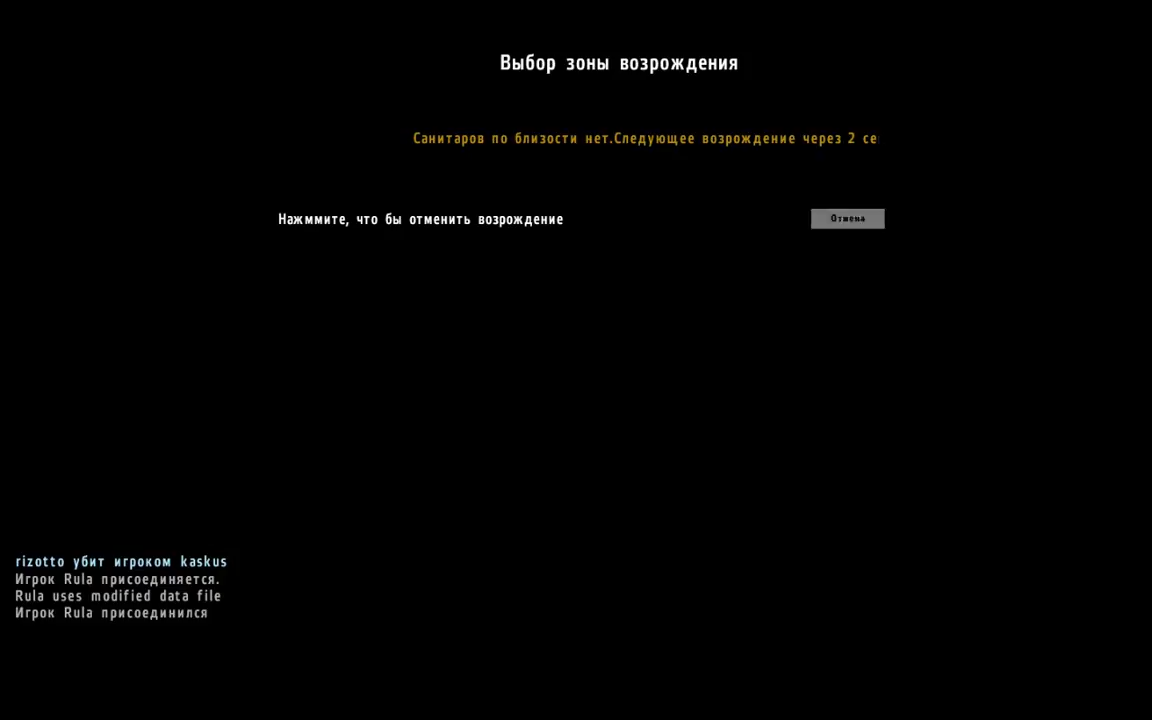 Выбор зоны возрождения
Санитаров по близости нет.Следующее возрождение через 2 се
Нажммите, что бы отменить возрождение
Отмена
rizotto убит игроком kaskus
Игрок Rula присоединяется.
Rula uses modified data file
Игрок Rula присоединился